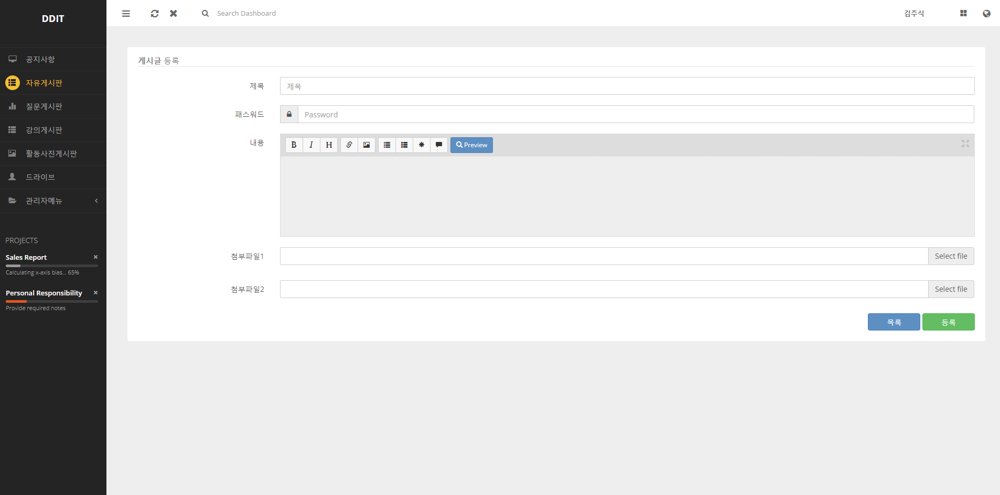 DDIT
Search Dashboard
김주식
공지사항
자유게시판
질문게시판
강의게시판
활동사진게시판
드라이브
관리자메뉴
PROJECTS
Sales Report
Calculating x-axis bias... 65%
Personal Responsibility
Provide required notes
게시글 등록
제목
제목
패스워드
Password
내용
B I H Preview
첨부파일1
Select file
첨부파일2
Select file
목록 등록